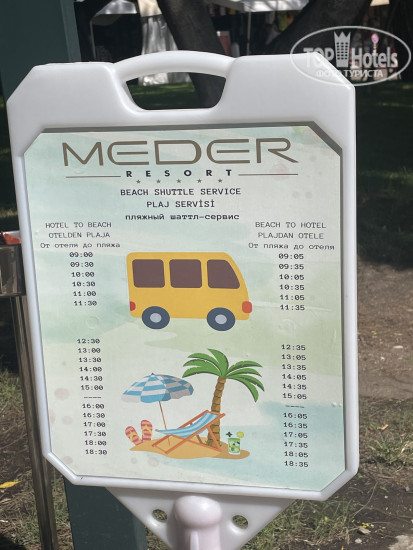 TOPHotels
ФОТО ТУРИСТА
MEDER
RESORT
BEACH SHUTTLE SERVICE
PLAJ SERVİSİ
пляжный шаттл-сервис
HOTEL TO BEACH
OTELDEN PLAJA
От отеля до пляжа
09:00
09:30
10:00
10:30
11:00
11:30
12:30
13:00
13:30
14:00
14:30
15:00
----
16:00
16:30
17:00
17:30
18:00
18:30
BEACH TO HOTEL
PLAJDAN OTELE
От пляжа до отеля
09:05
09:35
10:05
10:35
11:05
11:35
12:35
13:05
13:35
14:05
14:35
15:05
----
16:05
16:35
17:05
17:35
18:05
18:35